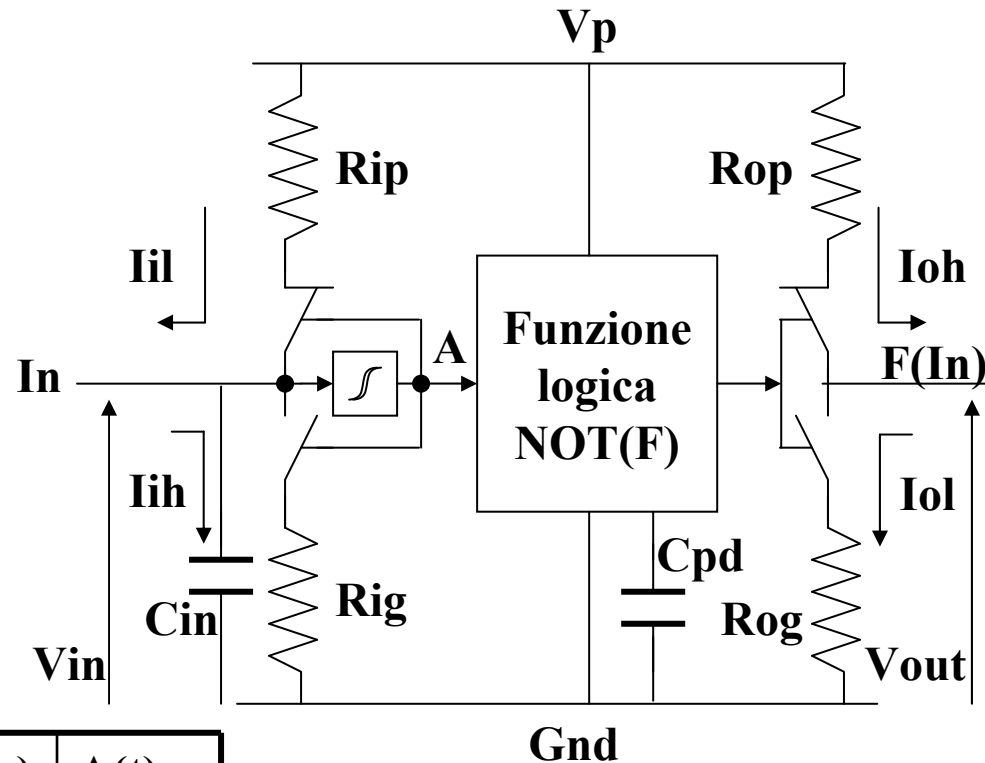 Vp
Rip
Rop
Iil
Ioh
Funzione
logica
NOT(F)
A
In
F(In)
Iih
Iol
Cpd
Cin
Rig
Rog
Vin
Vout
Gnd